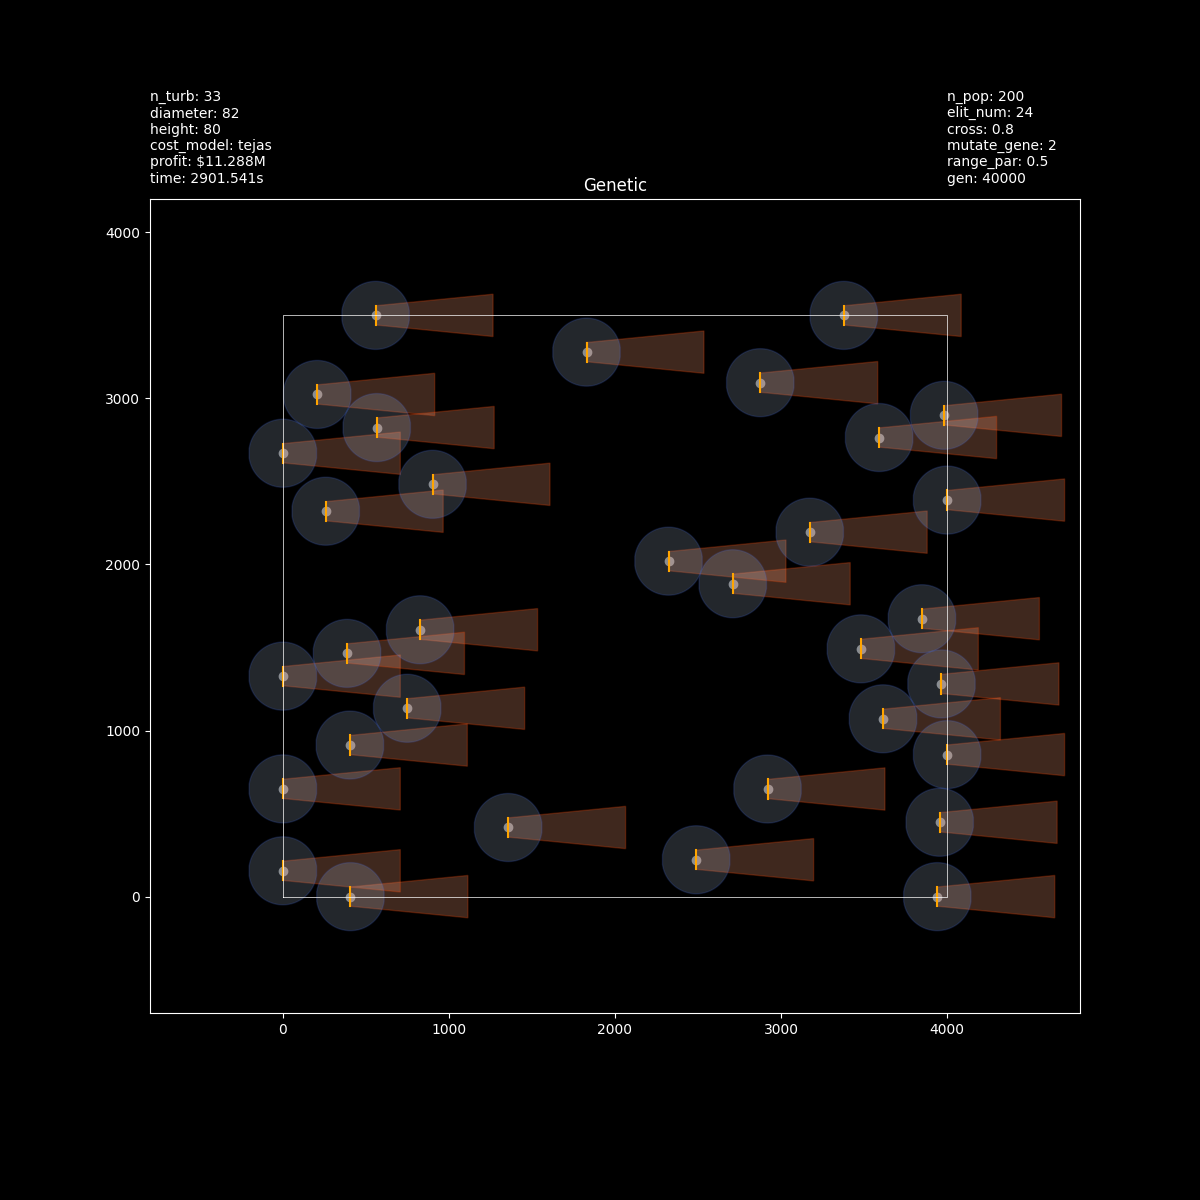 n_turb: 33
diameter: 82
height: 80
cost_model: tejas
profit: $11.288M
time: 2901.541s
n_pop: 200
elit_num: 24
cross: 0.8
mutate_gene: 2
range_par: 0.5
gen: 40000
Genetic
4000
3000
2000
1000
0
0
1000
2000
3000
4000